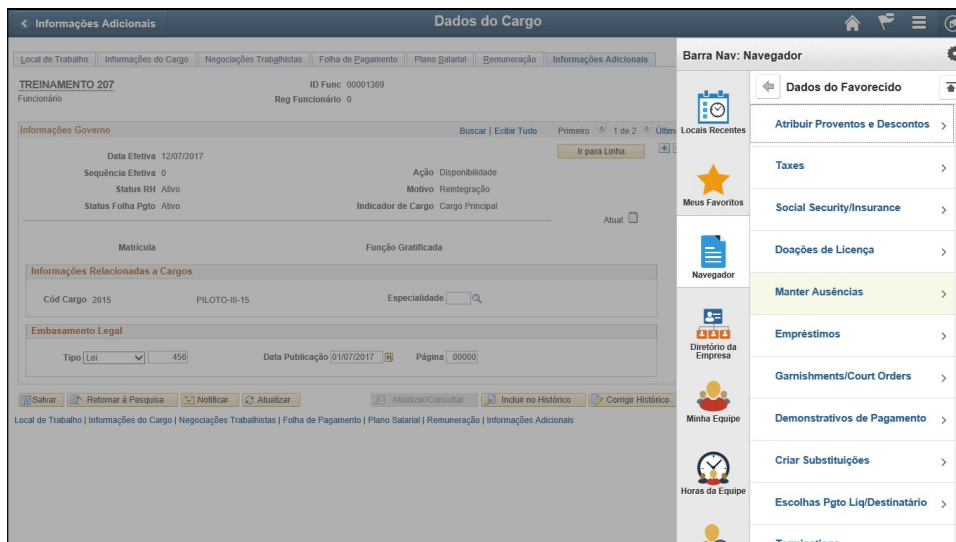 Informações Adicionais
Dados do Cargo
Local de Trabalho Informações do Cargo Negociações Trabalhistas Folha de Pagamento Plano Salarial Remuneração Informações Adicionais
TREINAMENTO 207 ID Func 00001369
Funcionário Reg Funcionário 0
Informações Governo Buscar | Exibir Tudo Primeiro 1 de 2
Ir para Linha
Data Efetiva 12/07/2017
Sequência Efetiva 0 Ação Disponibilidade
Status RH Ativo Motivo Reintegração
Status Folha Pgto Ativo Indicador de Cargo Cargo Principal
Atual
Matrícula Função Gratificada
Informações Relacionadas a Cargos
Cód Cargo 2615 PILOTO-III-15 Especialidade
Embasamento Legal
Tipo Lei 456 Data Publicação 01/07/2017 Página 00000
Salvar Retornar à Pesquisa Notificar Atualizar Atualizar/Consultar Incluir no Histórico Corrigir Histórico
Local de Trabalho | Informações do Cargo | Negociações Trabalhistas | Folha de Pagamento | Plano Salarial | Remuneração | Informações Adicionais
Barra Nav: Navegador
Locais Recentes
Meus Favoritos
Navegador
Diretório da
Empresa
Minha Equipe
Horas da Equipe
Dados do Favorecido
Atribuir Proventos e Descontos
Taxes
Social Security/Insurance
Doações de Licença
Manter Ausências
Empréstimos
Garnishments/Court Orders
Demonstrativos de Pagamento
Criar Substituições
Escolhas Pgto Líq/Destinatário